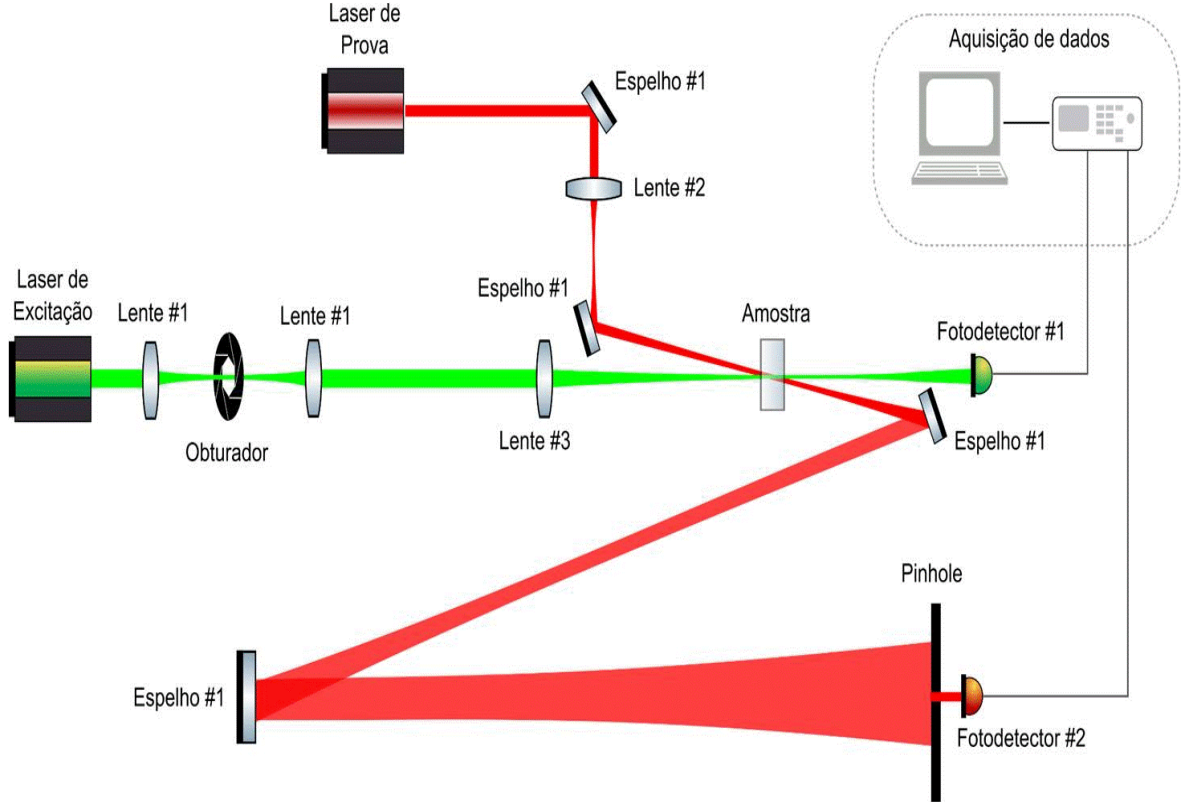 Laser de
Prova
Espelho #1
Aquisição de dados
Lente #2
Laser de
Excitação
Lente #1
Lente #1
Espelho #1
Amostra
Fotodetector #1
Obturador
Lente #3
Espelho #1
Pinhole
Espelho #1
Fotodetector #2